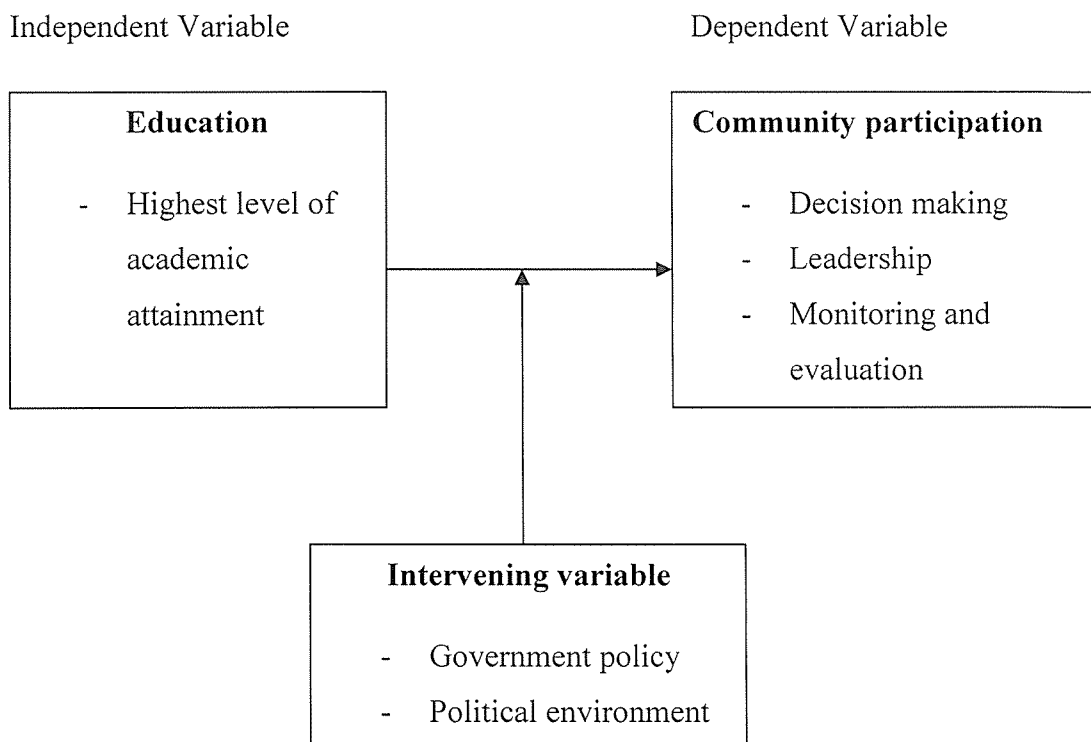 Independent Variable
Dependent Variable
Education
- Highest level of
academic
attainment
Community participation
- Decision making
- Leadership
- Monitoring and
evaluation
Intervening variable
- Government policy
- Political environment